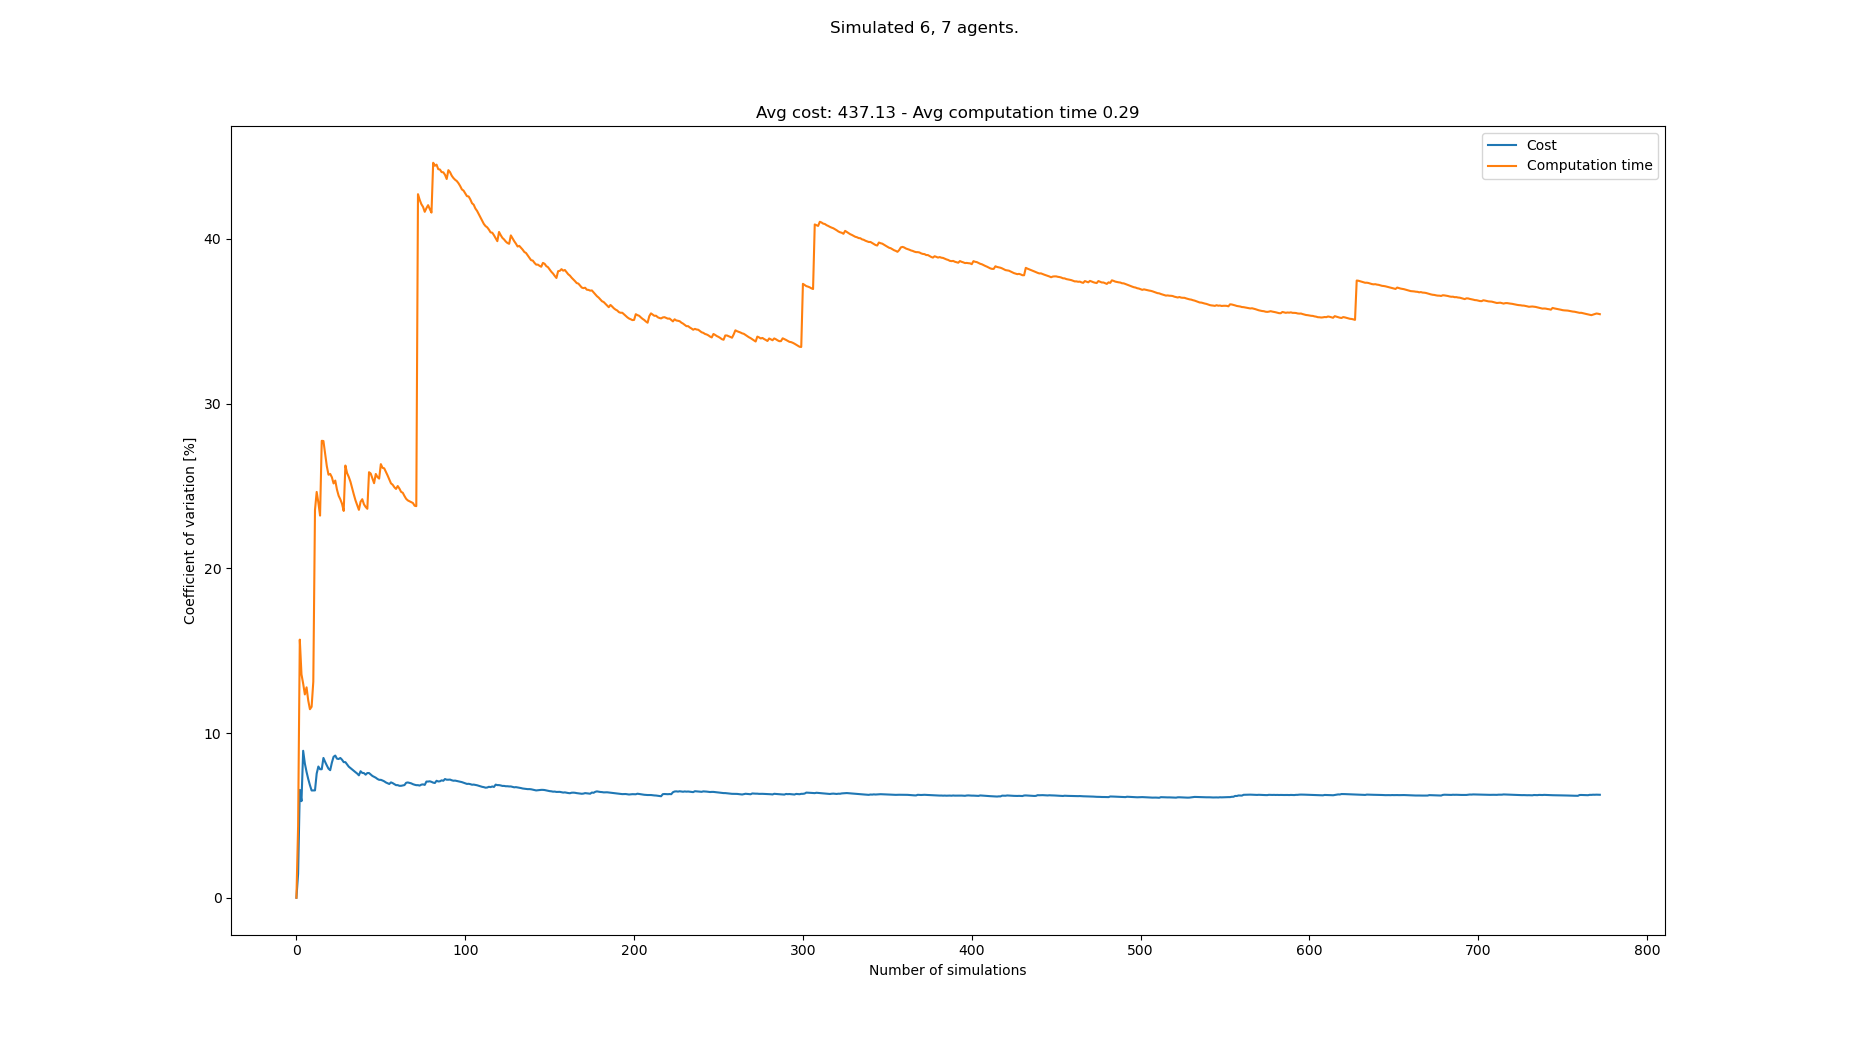 Simulated 6, 7 agents.
Avg cost: 437.13 - Avg computation time 0.29
Cost
Computation time
40
30
20
10
0
Coefficient of variation [%]
0 100 200 300 400 500 600 700 800
Number of simulations